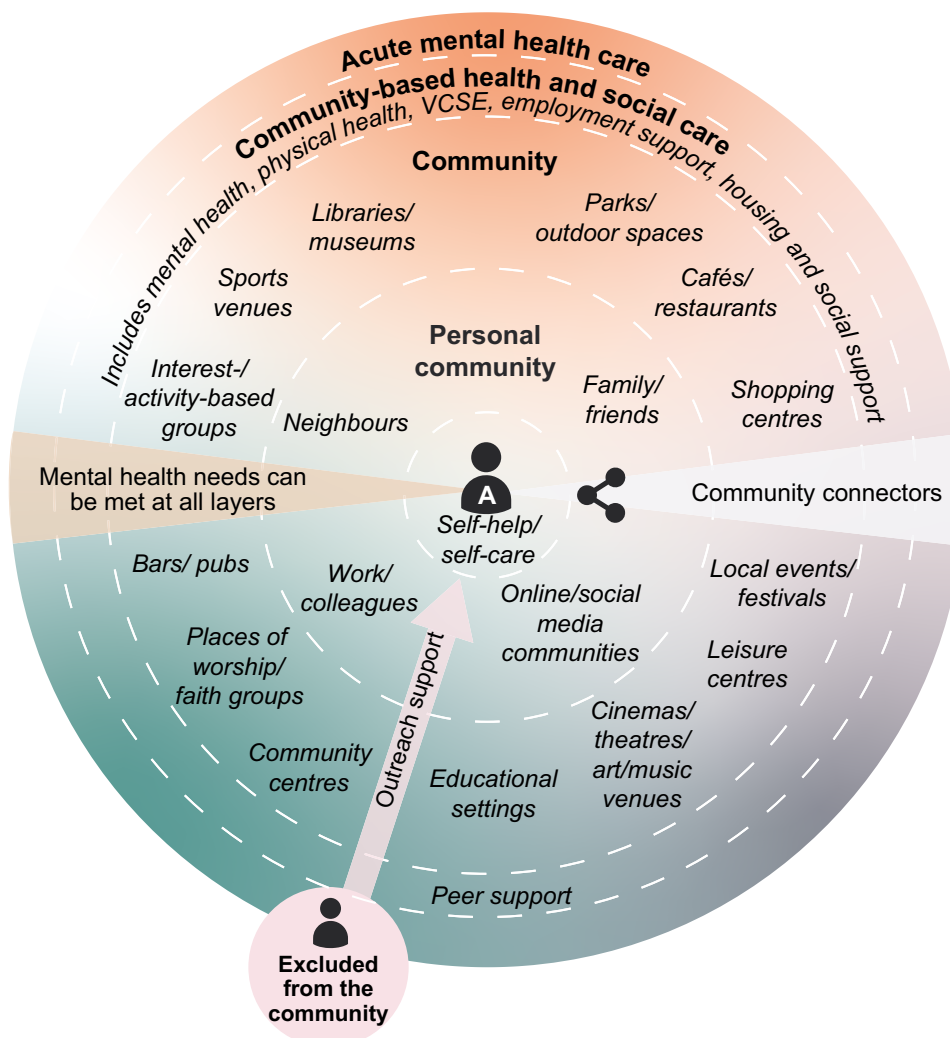 Acute mental health care
Community-based health and social care
Includes mental health, physical health, VCSE, employment support, housing and social support
Community
Libraries/
museums
Parks/
outdoor spaces
Sports
venues
Cafés/
restaurants
Personal
community
Interest-/
activity-based
groups
Neighbours
Family/
friends
Shopping
centres
Mental health needs can
be met at all layers
A
Community connectors
Self-help/
self-care
Bars/ pubs
Work/
colleagues
Online/social
media
communities
Local events/
festivals
Places of
worship/
faith groups
Leisure
centres
Outreach support
Community
centres
Educational
settings
Cinemas/
theatres/
art/music
venues
Peer support
Excluded
from the
community